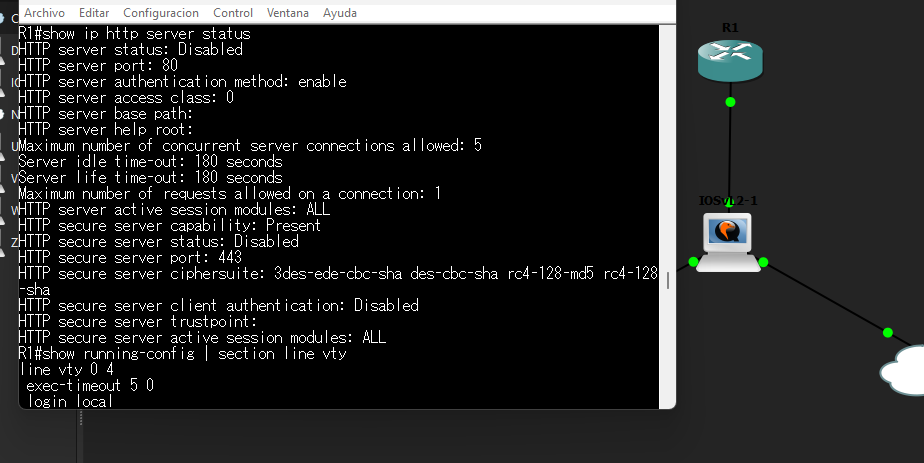 Archivo Editar Configuracion Control Ventana Ayuda
R1#show ip http server status
HTTP server status: Disabled
HTTP server port: 80
HTTP server authentication method: enable
HTTP server access class: 0
HTTP server base path:
HTTP server help root:
Maximum number of concurrent server connections allowed: 5
Server idle time-out: 180 seconds
Server life time-out: 180 seconds
Maximum number of requests allowed on a connection: 1
HTTP server active session modules: ALL
HTTP secure server capability: Present
HTTP secure server status: Disabled
HTTP secure server port: 443
HTTP secure server ciphersuite: 3des-ede-cbc-sha des-cbc-sha rc4-128-md5 rc4-128
-sha
HTTP secure server client authentication: Disabled
HTTP secure server trustpoint:
HTTP secure server active session modules: ALL
R1#show running-config | section line vty
line vty 0 4
 exec-timeout 5 0
 login local
R1